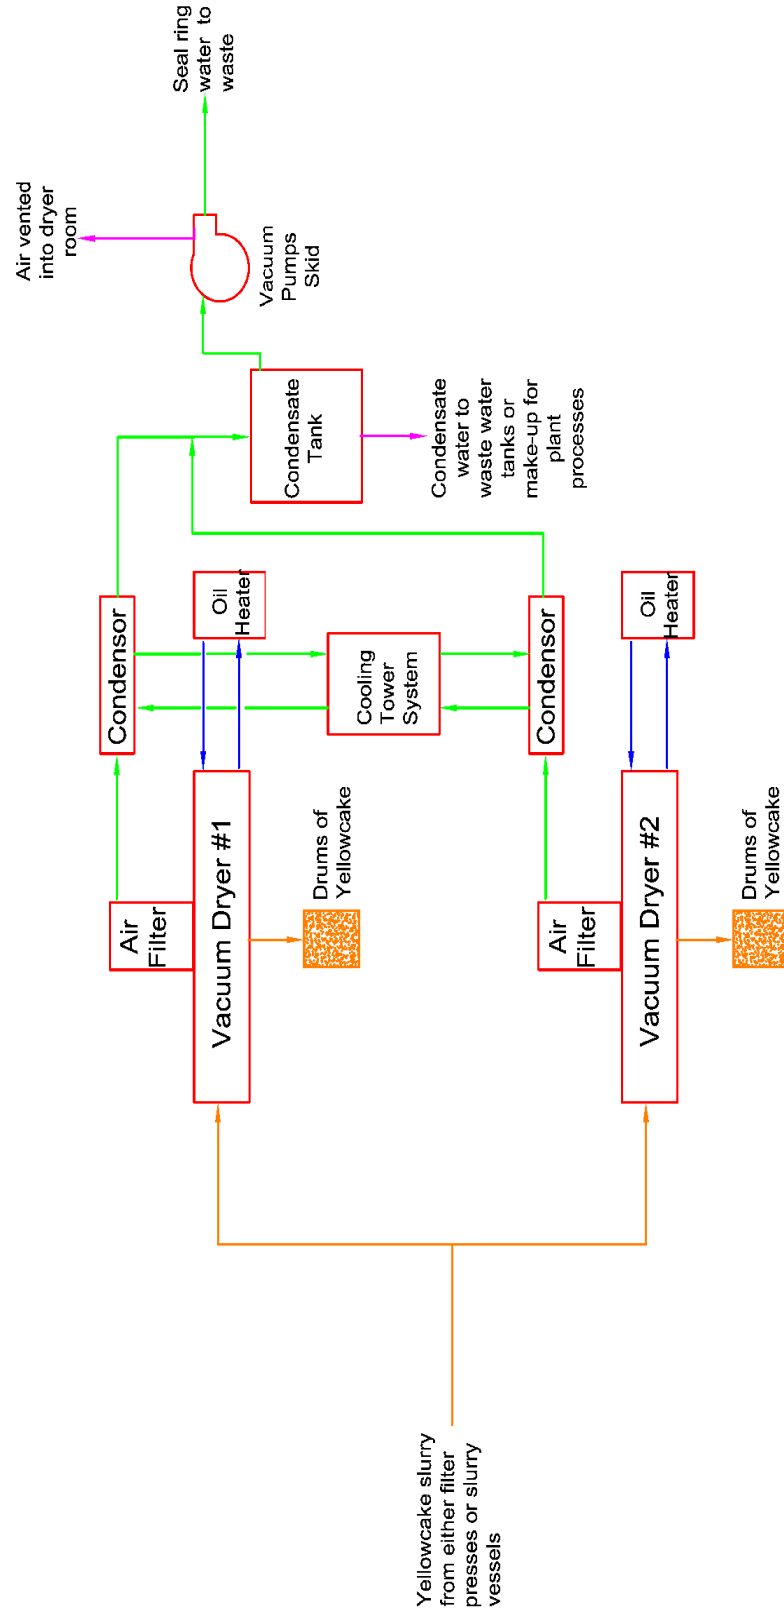 Yellowcake slurry
from either filter
presses or slurry
vessels
Air
Filter
Vacuum Dryer #1
Drums of
Yellowcake
Condensor
Oil
Heater
Cooling
Tower
System
Air
Filter
Vacuum Dryer #2
Drums of
Yellowcake
Condensor
Oil
Heater
Condensate
Tank
Condensate
water to
waste water
tanks or
make-up for
plant
processes
Vacuum
Pumps
Skid
Air vented
into dryer
room
Seal ring
water to
waste